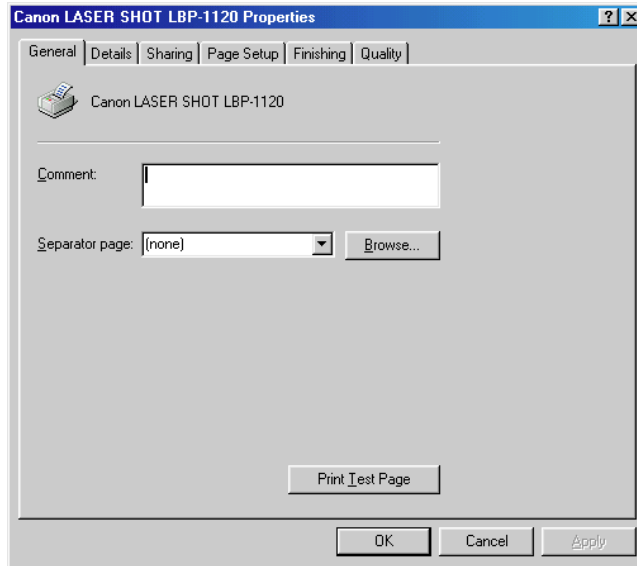 Canon LASER SHOT LBP-1120 Properties
General Details Sharing Page Setup Finishing Quality
Canon LASER SHOT LBP-1120
Comment:
Separator page: (none) Browse...
Print Test Page
OK Cancel Apply